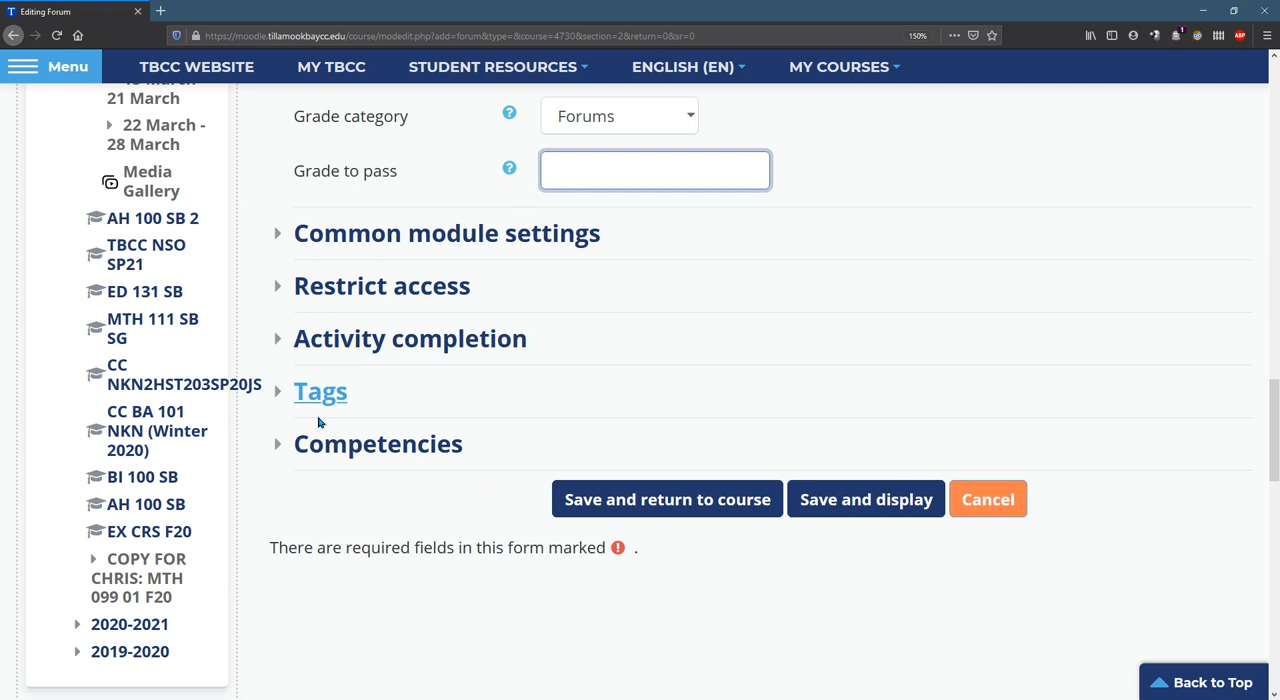 Editing Forum
https://moodle.tillamookbaycc.edu/course/modedit.php?add=forum&type=&course=4730&section=2&return=0&sr=0
150%
Menu
TBCC WEBSITE
MY TBCC
STUDENT RESOURCES
ENGLISH (EN)
MY COURSES
21 March
22 March -
28 March
Media
Gallery
AH 100 SB 2
TBCC NSO
SP21
ED 131 SB
MTH 111 SB
SG
CC
NKN2HST203SP20JS
CC BA 101
NKN (Winter
2020)
BI 100 SB
AH 100 SB
EX CRS F20
COPY FOR
CHRIS: MTH
099 01 F20
2020-2021
2019-2020
Grade category
Forums
Grade to pass
Common module settings
Restrict access
Activity completion
Tags
Competencies
Save and return to course
Save and display
Cancel
There are required fields in this form marked .
Back to Top